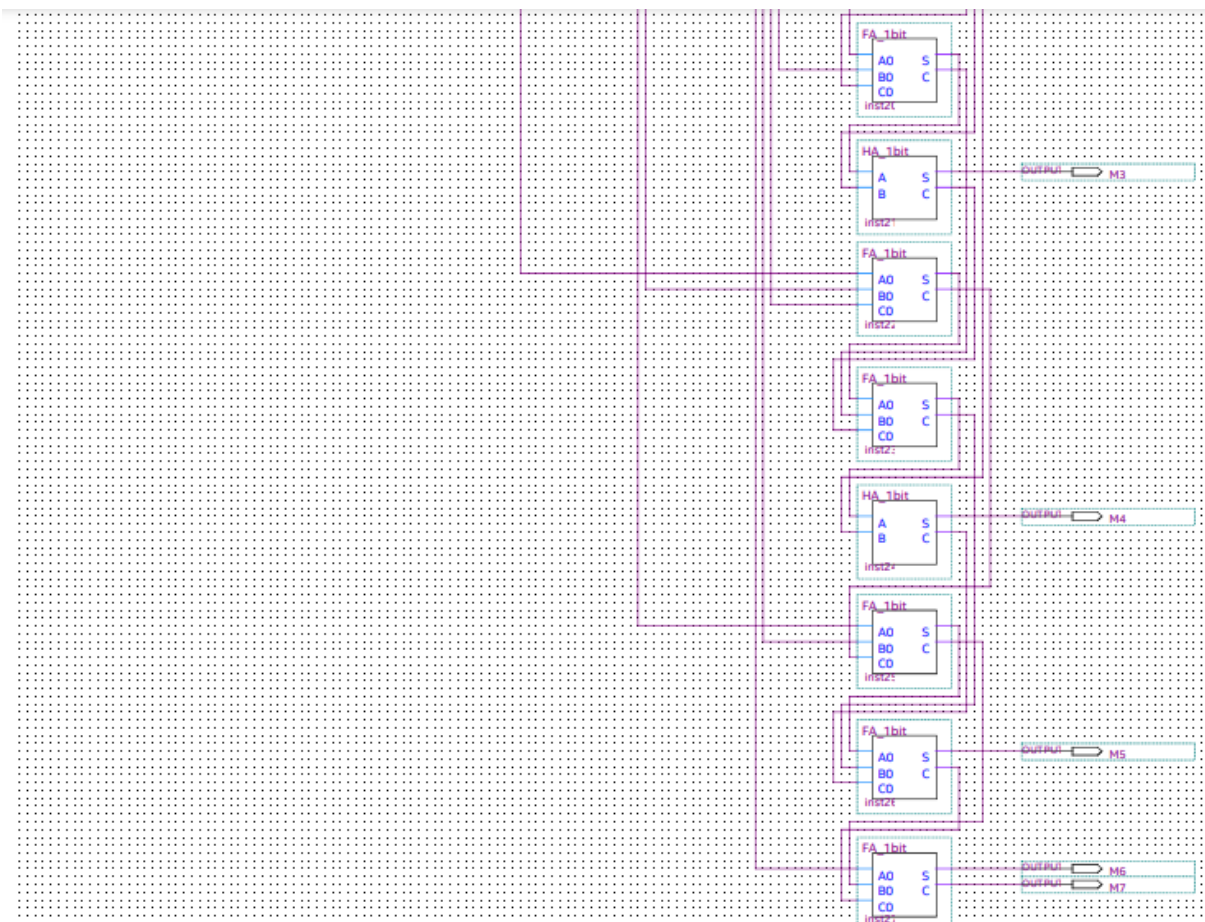 FA_1bit
A0 S
B0 C
C0
HA_1bit
A S
B C
OUTPUT M3
FA_1bit
A0 S
B0 C
C0
FA_1bit
A0 S
B0 C
C0
HA_1bit
A S
B C
OUTPUT M4
FA_1bit
A0 S
B0 C
C0
FA_1bit
A0 S
B0 C
C0
OUTPUT M5
FA_1bit
A0 S
B0 C
C0
OUTPUT M6
OUTPUT M7